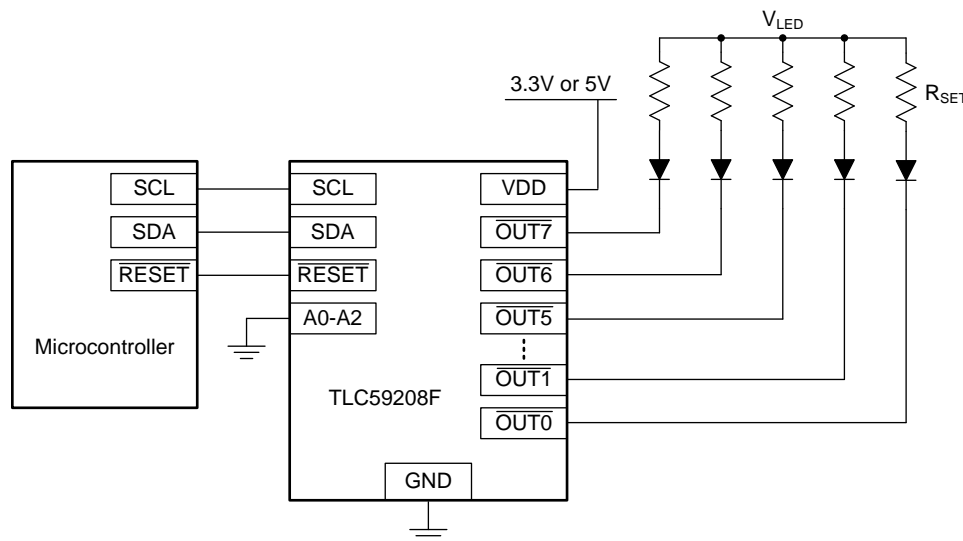 V_LED
3.3V or 5V
R_SET
SCL
SDA
RESET
Microcontroller
SCL
SDA
RESET
A0-A2
TLC59208F
GND
VDD
OUT7
OUT6
OUT5
OUT1
OUT0